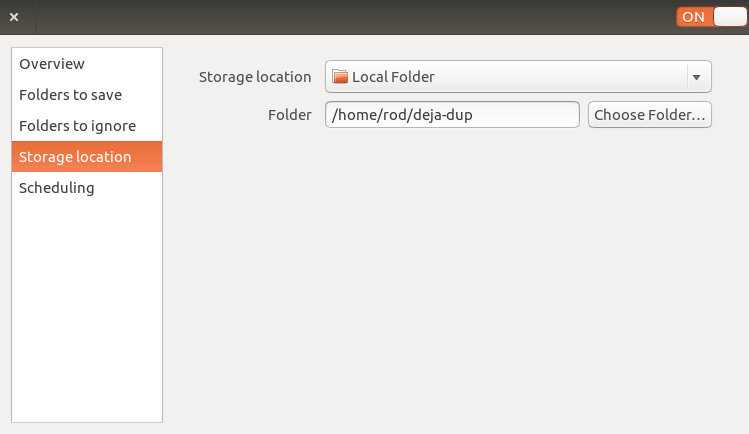 ON
Overview
Folders to save
Folders to ignore
Storage location
Scheduling
Storage location Local Folder
Folder /home/rod/deja-dup Choose Folder...